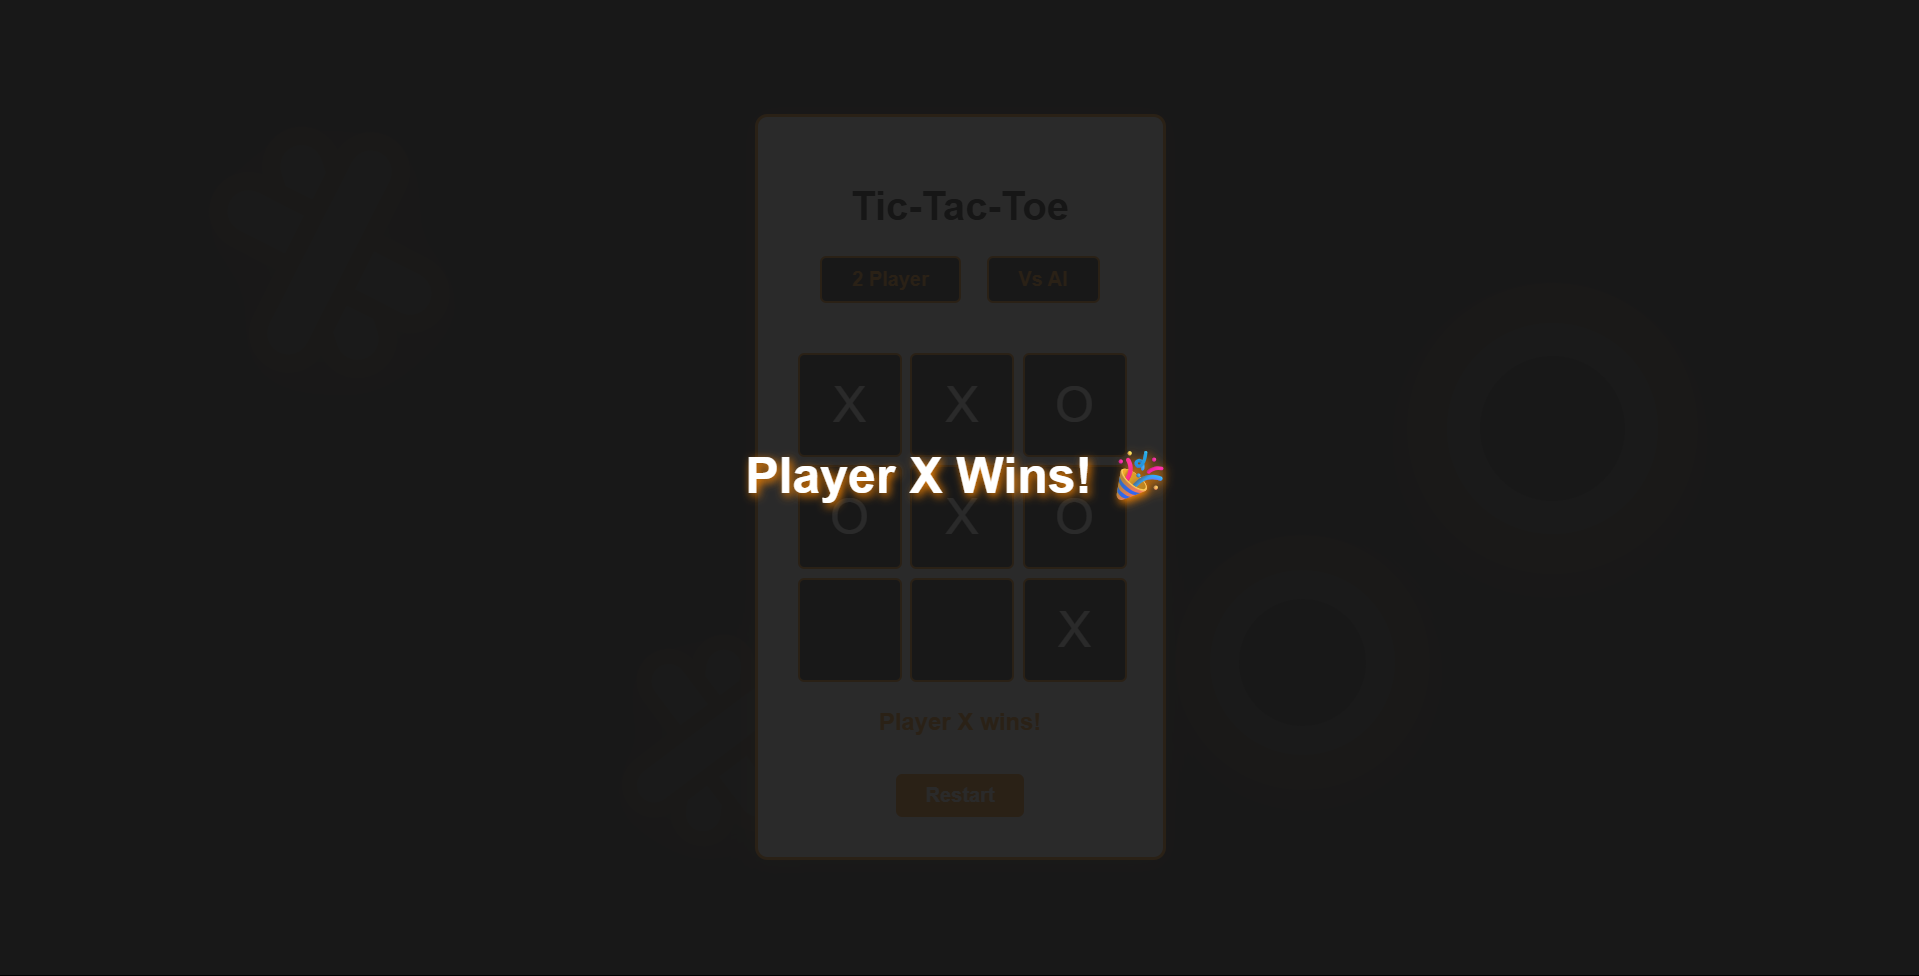 Tic-Tac-Toe
2 Player Vs AI
X X O
Player X Wins! 🎉
O X O
X
Player X wins!
Restart